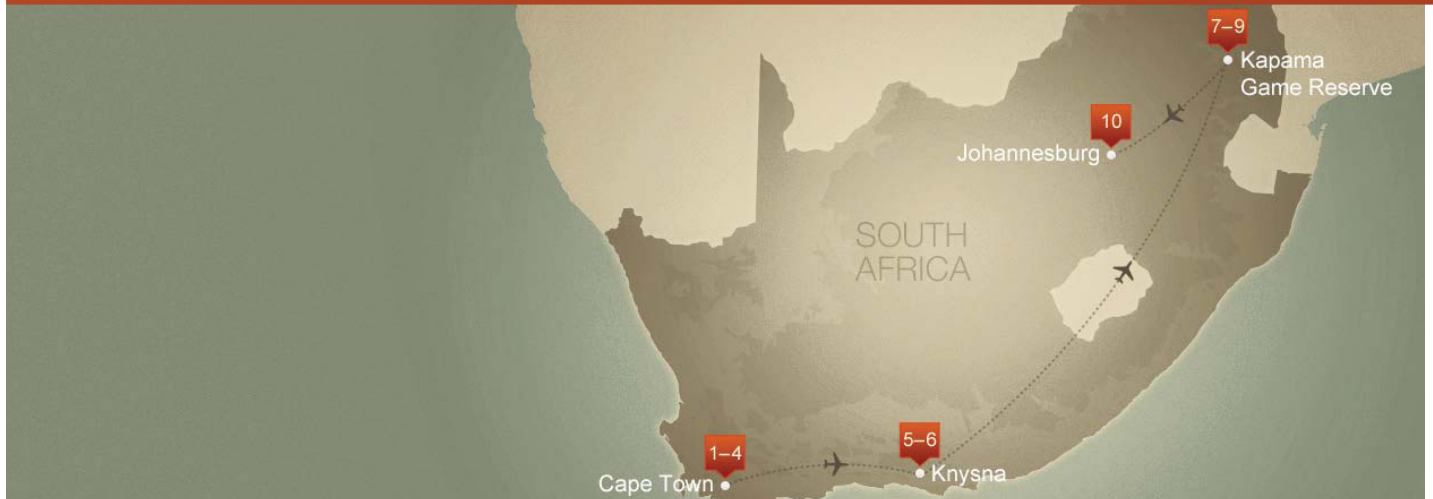 7–9
Kapama
Game Reserve
10
Johannesburg
SOUTH
AFRICA
1–4
5–6
Cape Town
Knysna